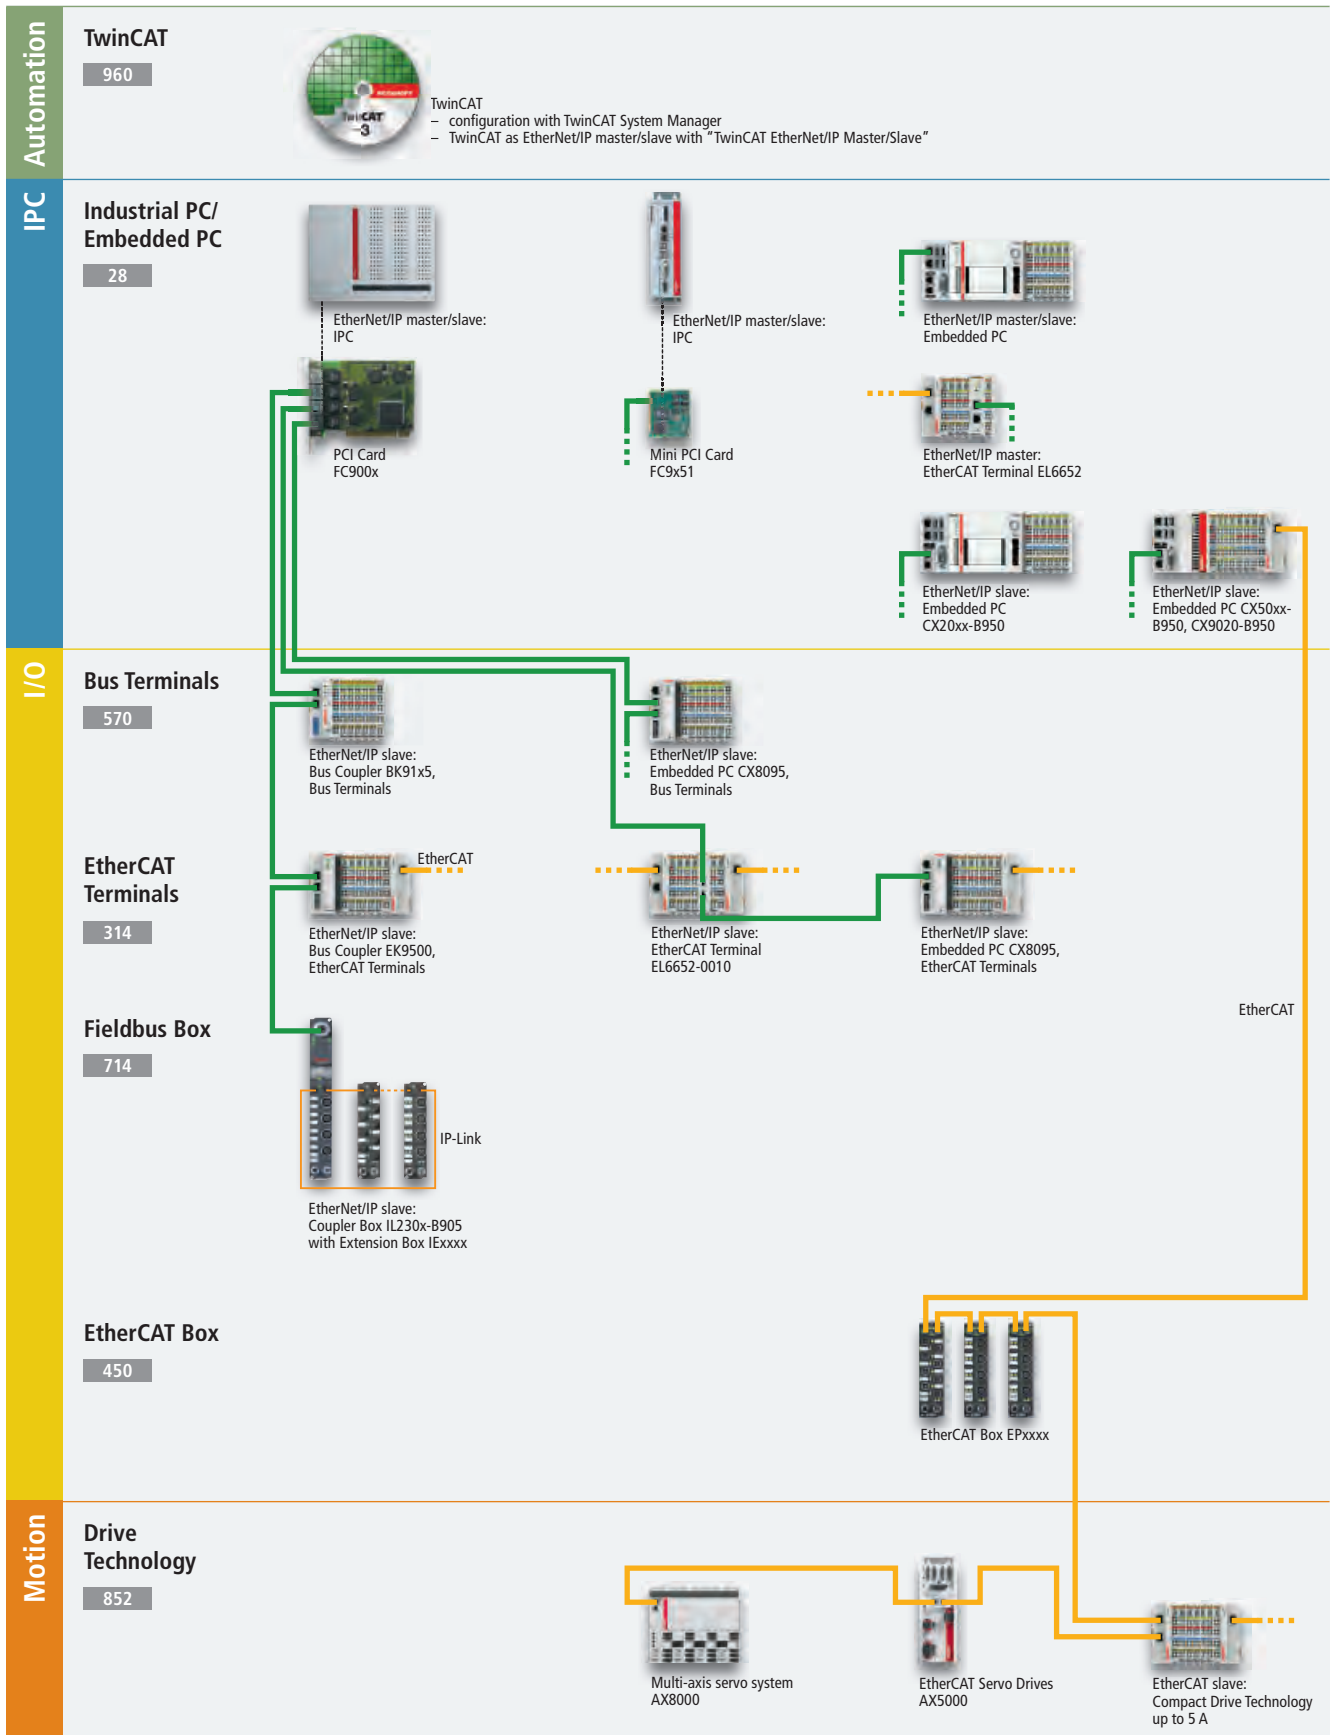 Automation
TwinCAT
960
TwinCAT
3
TwinCAT
– configuration with TwinCAT System Manager
– TwinCAT as EtherNet/IP master/slave with “TwinCAT EtherNet/IP Master/Slave”
IPC
Industrial PC/
Embedded PC
28
EtherNet/IP master/slave:
IPC
EtherNet/IP master/slave:
IPC
EtherNet/IP master/slave:
Embedded PC
PCI Card
FC900x
Mini PCI Card
FC9x51
EtherNet/IP master:
EtherCAT Terminal EL6652
EtherNet/IP slave:
Embedded PC
CX20xx-B950
EtherNet/IP slave:
Embedded PC CX50xx-
B950, CX9020-B950
I/O
Bus Terminals
570
EtherNet/IP slave:
Bus Coupler BK91x5,
Bus Terminals
EtherNet/IP slave:
Embedded PC CX8095,
Bus Terminals
EtherCAT
Terminals
314
EtherCAT
EtherNet/IP slave:
Bus Coupler EK9500,
EtherCAT Terminals
EtherNet/IP slave:
EtherCAT Terminal
EL6652-0010
EtherNet/IP slave:
Embedded PC CX8095,
EtherCAT Terminals
EtherCAT
Fieldbus Box
714
IP-Link
EtherNet/IP slave:
Coupler Box IL230x-B905
with Extension Box IExxxx
EtherCAT Box
450
EtherCAT Box EPxxxx
Motion
Drive
Technology
852
Multi-axis servo system
AX8000
EtherCAT Servo Drives
AX5000
EtherCAT slave:
Compact Drive Technology
up to 5 A